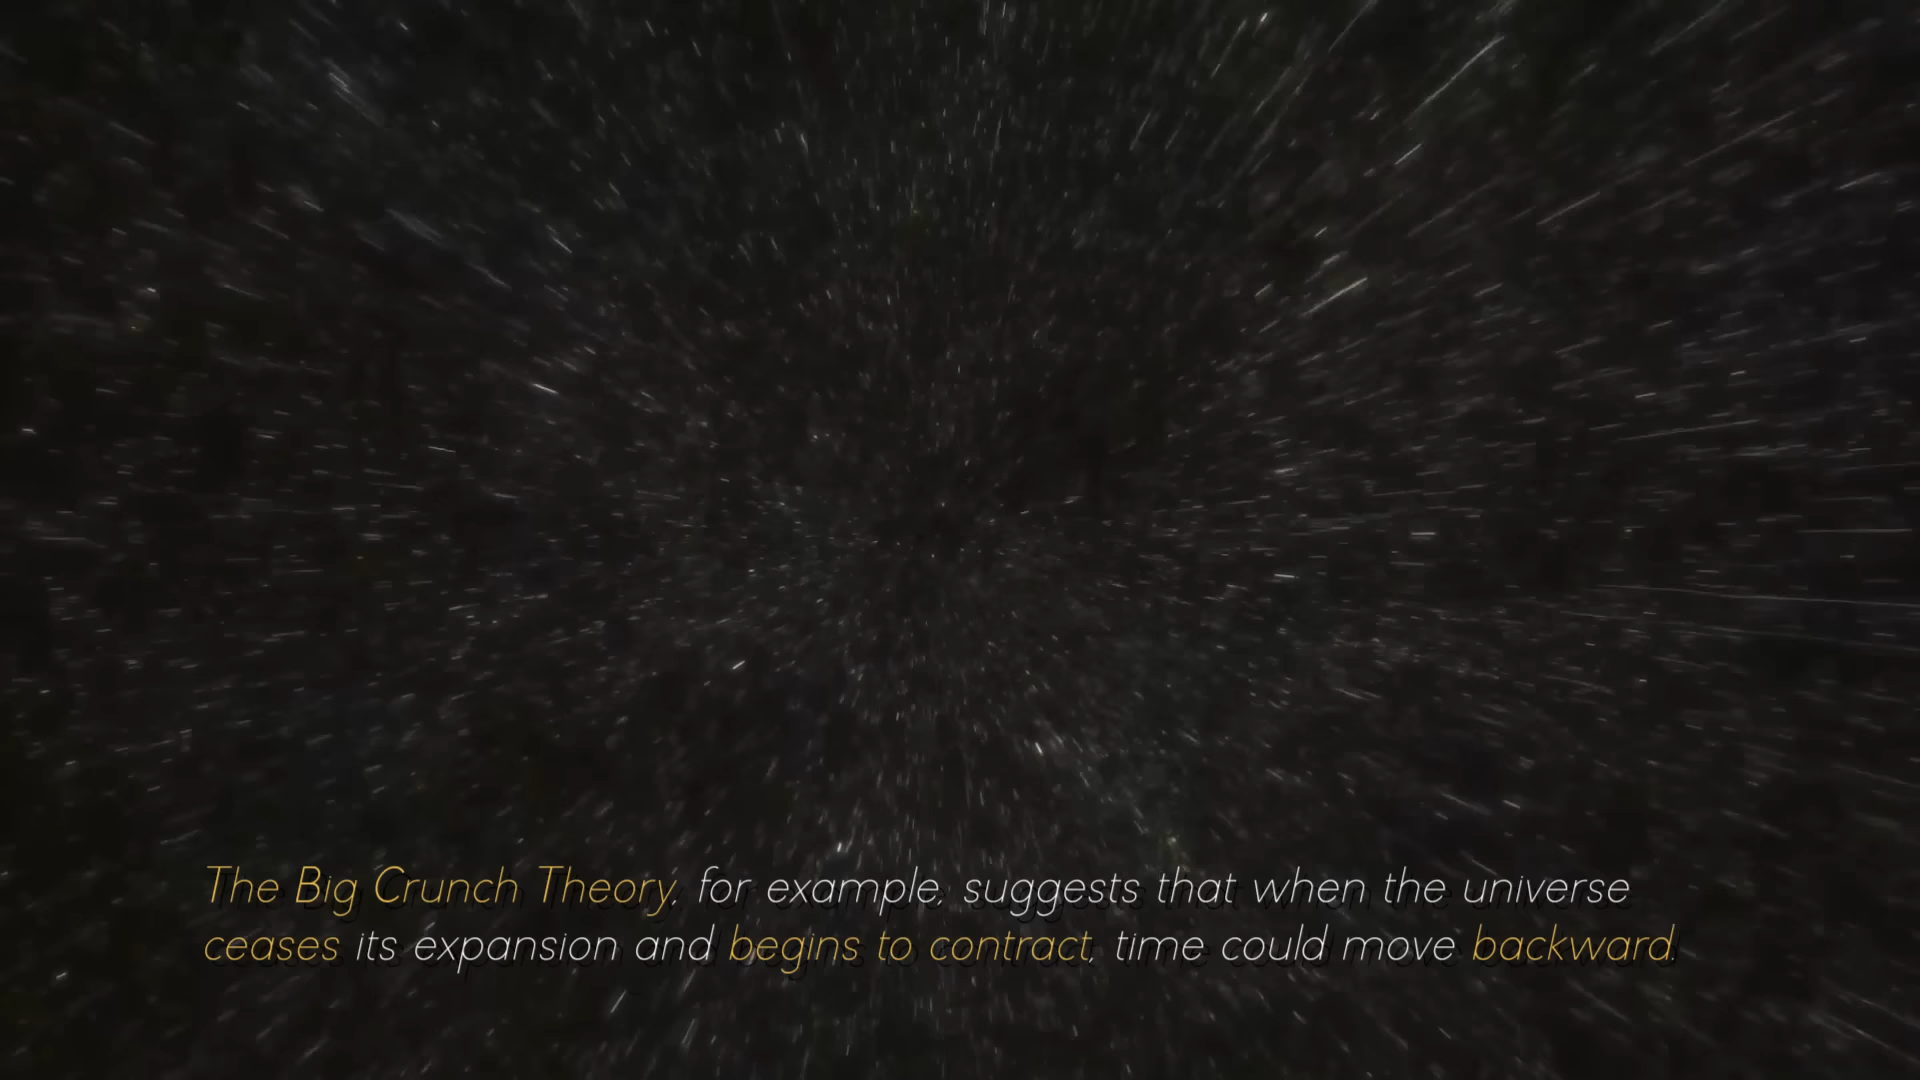 The Big Crunch Theory, for example, suggests that when the universe
ceases its expansion and begins to contract, time could move backward.